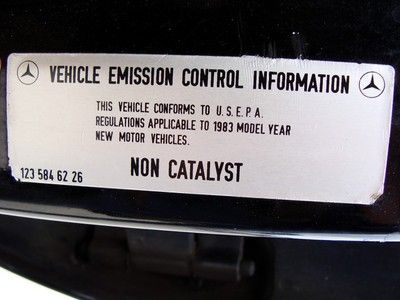 VEHICLE EMISSION CONTROL INFORMATION
THIS VEHICLE CONFORMS TO U.S.E.P.A.
REGULATIONS APPLICABLE TO 1983 MODEL YEAR
NEW MOTOR VEHICLES.
NON CATALYST
123 584 62 26